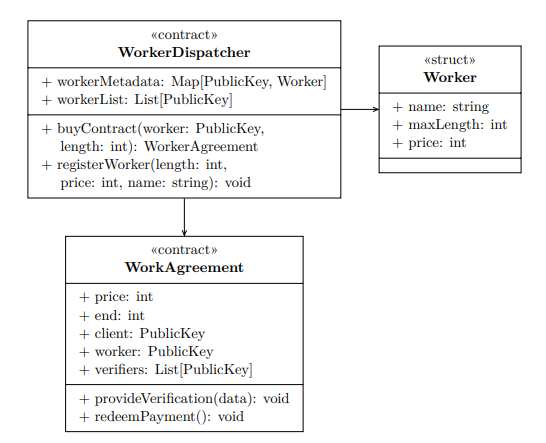 «contract»
WorkerDispatcher
+ workerMetadata: Map[PublicKey, Worker]
+ workerList: List[PublicKey]
+ buyContract(worker: PublicKey,
length: int): WorkerAgreement
+ registerWorker(length: int,
price: int, name: string): void
«struct»
Worker
+ name: string
+ maxLength: int
+ price: int
«contract»
WorkAgreement
+ price: int
+ end: int
+ client: PublicKey
+ worker: PublicKey
+ verifiers: List[PublicKey]
+ provideVerification(data): void
+ redeemPayment(): void